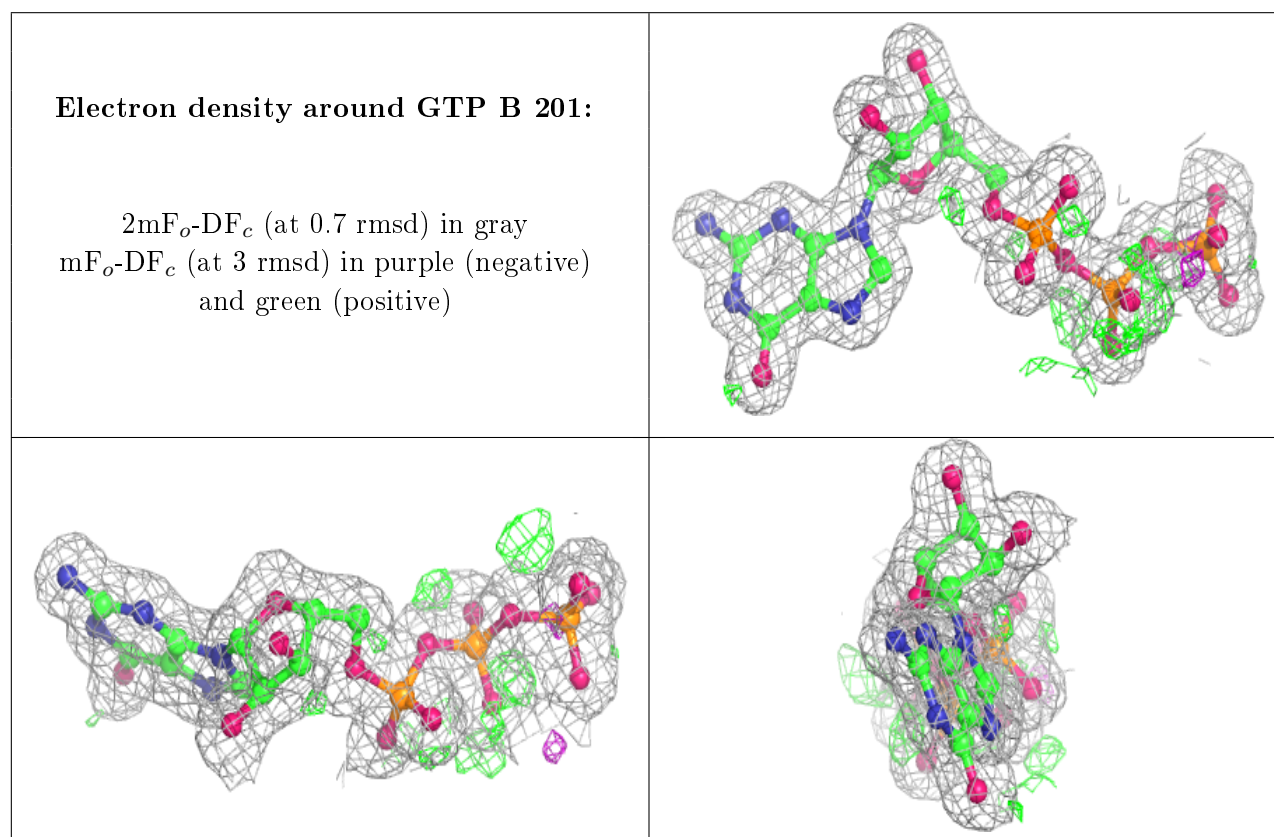 Electron density around GTP B 201:
2mFₒ-DF𝒸 (at 0.7 rmsd) in gray
mFₒ-DF𝒸 (at 3 rmsd) in purple (negative)
and green (positive)